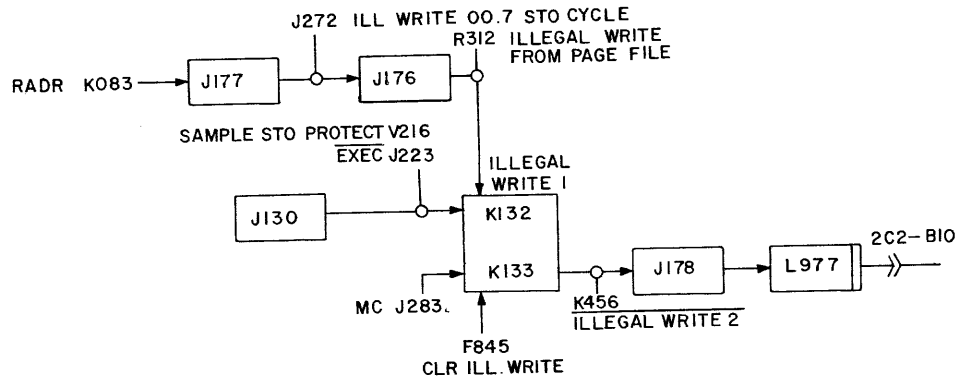 J272 ILL WRITE 00.7 STO CYCLE
R312 ILLEGAL WRITE
FROM PAGE FILE
RADR K083
J177
J176
SAMPLE STO PROTECT V216
EXEC J223
ILLEGAL
WRITE 1
J130
K132
K133
MC J283.
F845
CLR ILL. WRITE
K456
ILLEGAL WRITE 2
J178
L977
2C2-B10